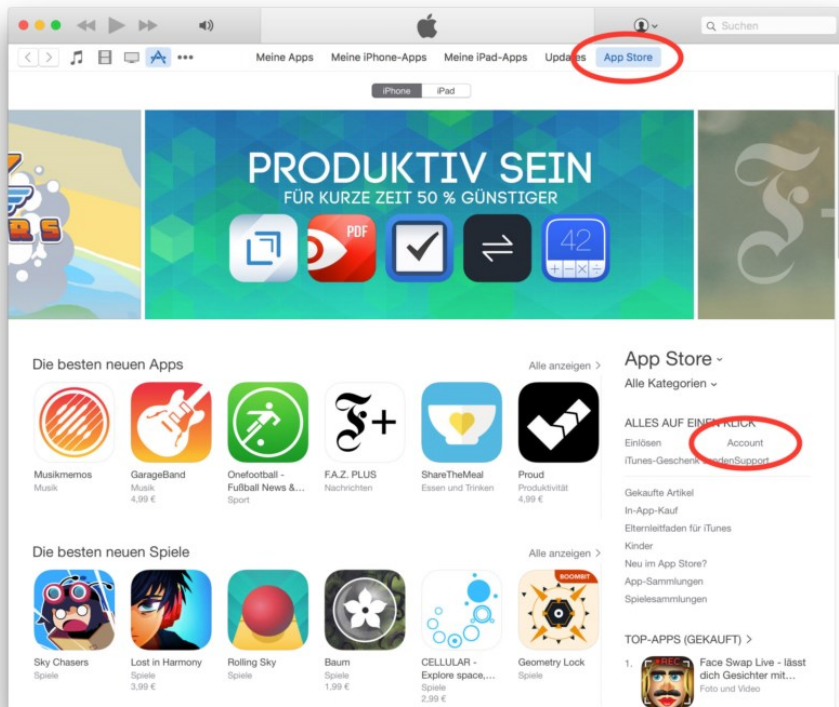 Suchen
Meine Apps Meine iPhone-Apps Meine iPad-Apps Updates App Store
iPhone iPad
PRODUKTIV SEIN
FÜR KURZE ZEIT 50 % GÜNSTIGER
PDF
42
F+
Die besten neuen Apps Alle anzeigen >
F+
Musikmemos
Musik
GarageBand
Musik
4,99 €
Onefootball -
Fußball News &...
Sport
F.A.Z. PLUS
Nachrichten
ShareTheMeal
Essen und Trinken
Proud
Produktivität
4,99 €
Die besten neuen Spiele Alle anzeigen >
BOOMBIT
Sky Chasers
Spiele
Lost in Harmony
Spiele
3,99 €
Rolling Sky
Spiele
Baum
Spiele
1,99 €
CELLULAR -
Explore space,...
Spiele
2,99 €
Geometry Lock
Spiele
App Store
Alle Kategorien
ALLES AUF EINEN KLICK
Einlösen Account
iTunes-Geschenk sendenSupport
Gekaufte Artikel
In-App-Kauf
Elternleitfaden für iTunes
Kinder
Neu im App Store?
App-Sammlungen
Spielesammlungen
TOP-APPS (GEKAUFT) >
1. Face Swap Live - lässt
dich Gesichter mit...
Foto und Video
REC